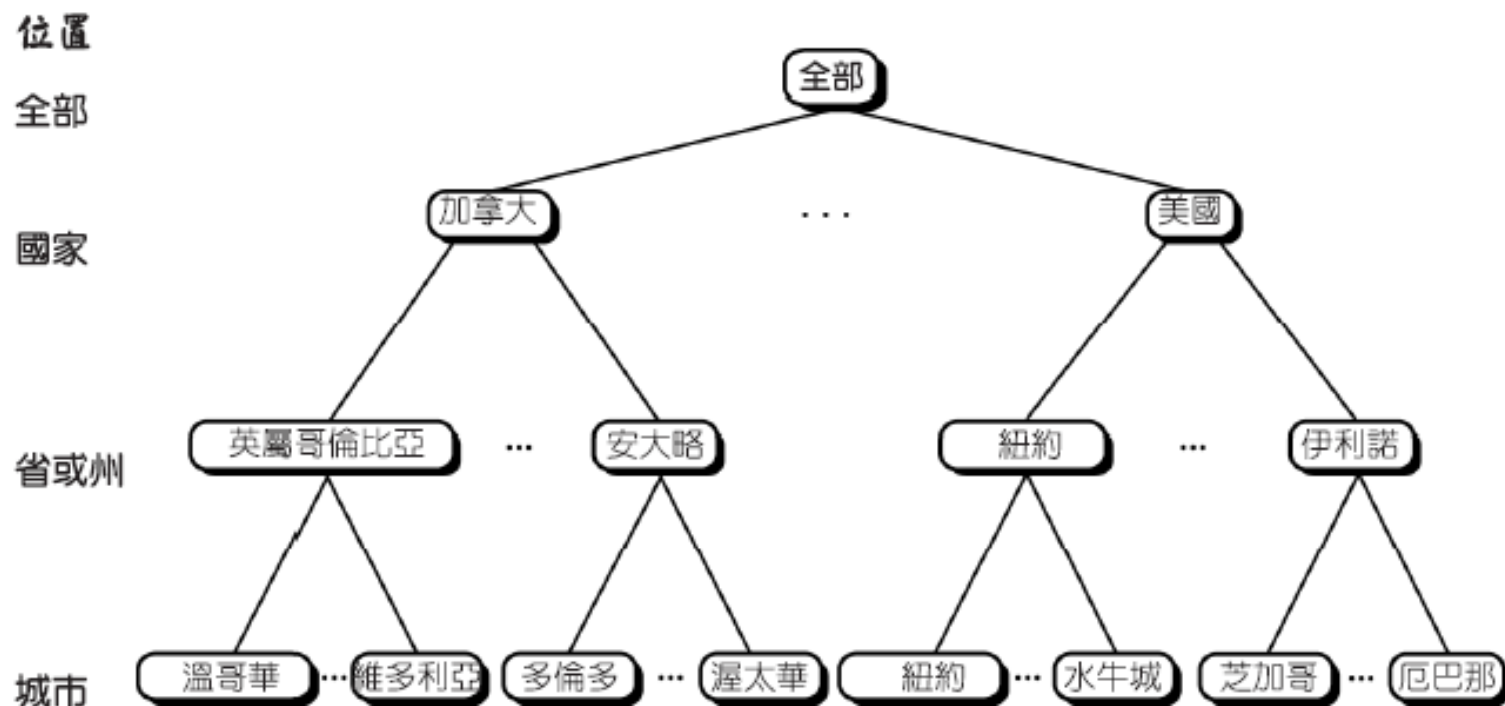 位置
全部
全部
加拿大 ... 美國
國家
英屬哥倫比亞 ... 安大略 紐約 ... 伊利諾
省或州
溫哥華 ... 維多利亞 多倫多 ... 渥太華 紐約 ... 水牛城 芝加哥 ... 厄巴那
城市